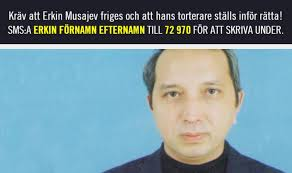 Kräv att Erkin Musajev friges och att hans torterare ställs inför rätta!
SMS:A ERKIN FÖRNAMN EFTERNAMN TILL 72 970 FÖR ATT SKRIVA UNDER.